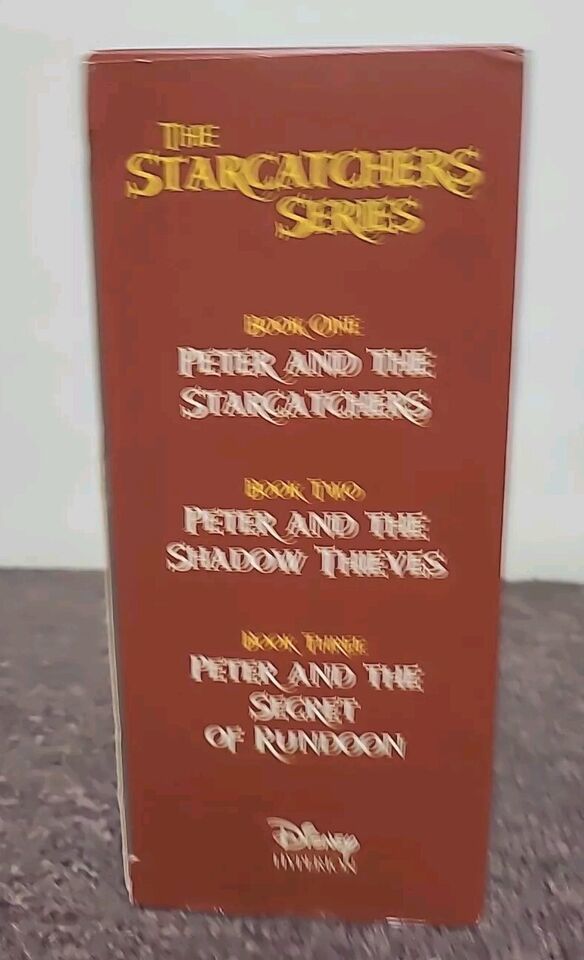 THE
STARCATCHERS
SERIES
BOOK ONE
PETER AND THE
STARCATCHERS
BOOK TWO
PETER AND THE
SHADOW THIEVES
BOOK THREE
PETER AND THE
SECRET
OF RUNDOON
DISNEY
HYPERION